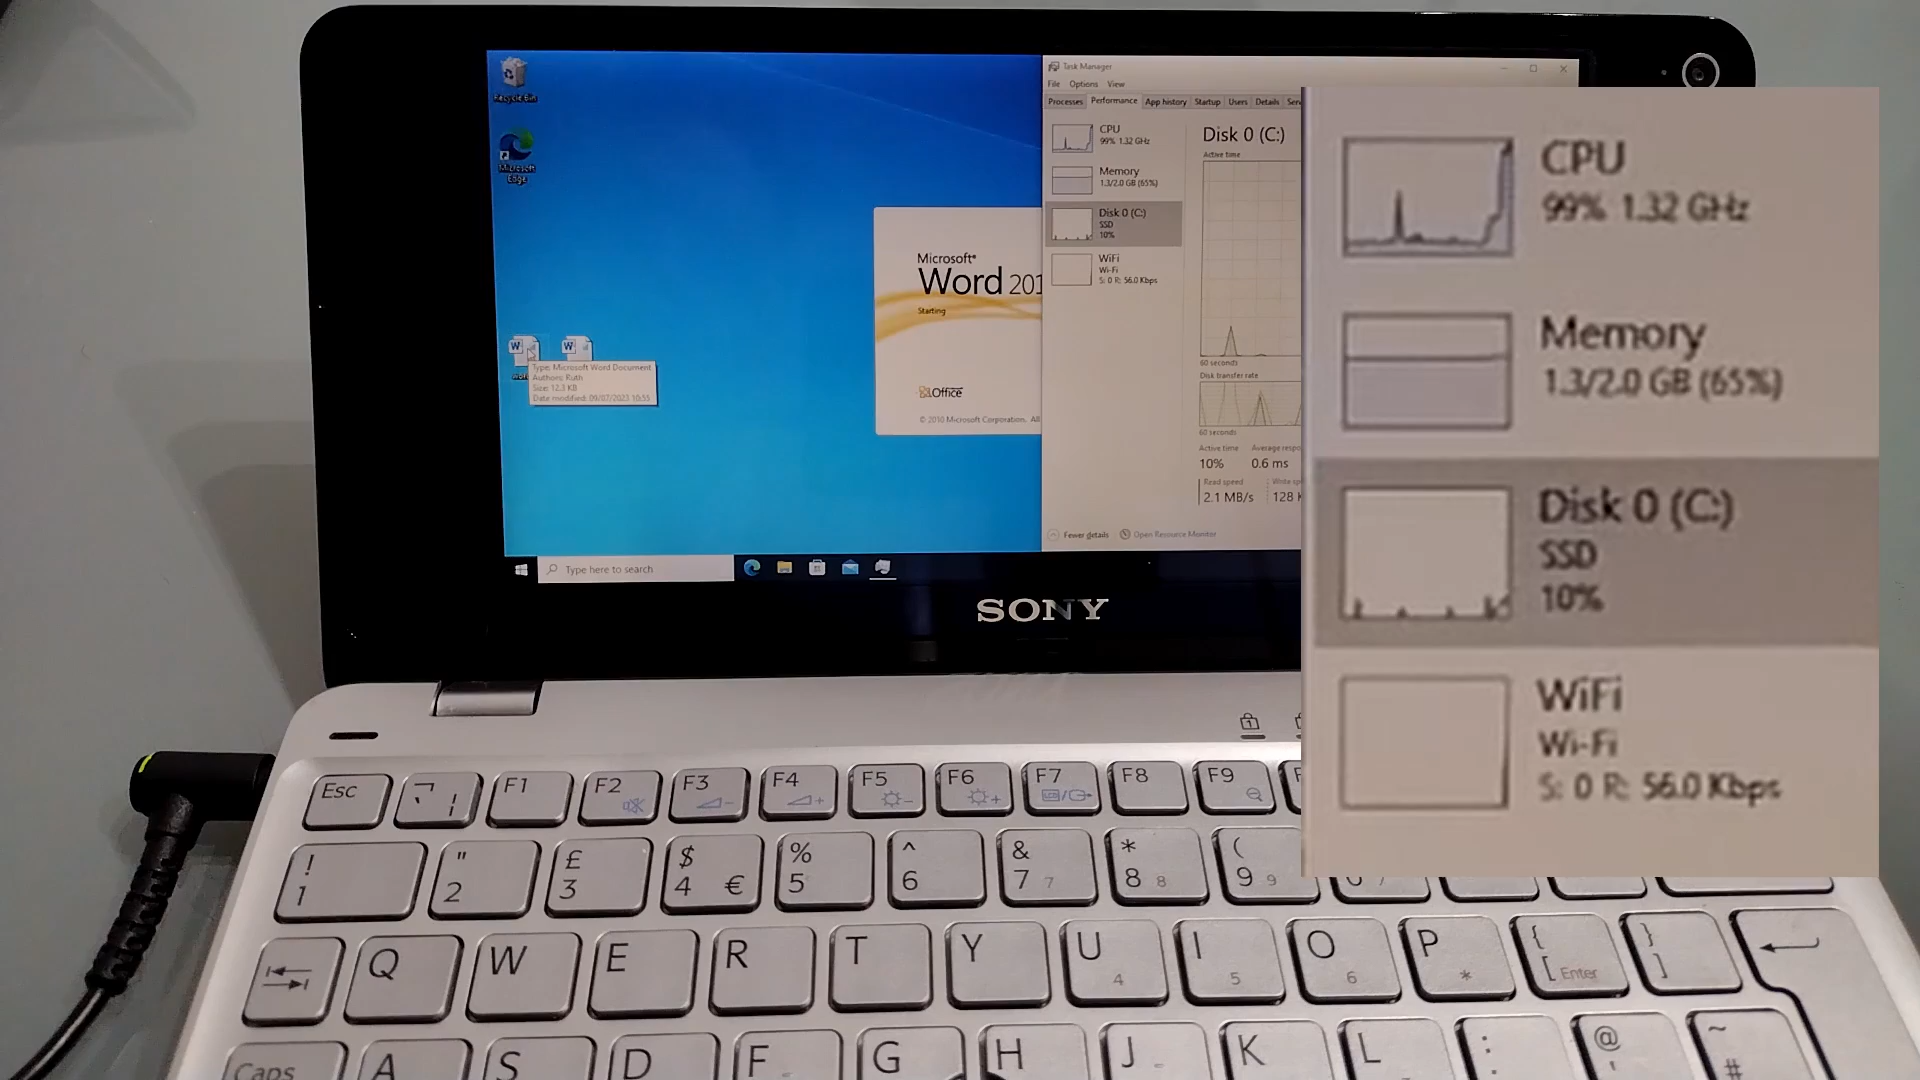 Recycle Bin
Microsoft
Edge
Type: Microsoft Word Document
Authors: Ruth
Size: 12.3 KB
Date modified: 09/07/2023 10:55
Microsoft®
Word 201
Starting
Office
© 2010 Microsoft Corporation. All
Task Manager
File Options View
Processes Performance App history Startup Users Details
CPU
99% 1.32 GHz
Memory
1.3/2.0 GB (65%)
Disk 0 (C:)
SSD
10%
WiFi
Wi-Fi
S: 0 R: 56.0 Kbps
Disk 0 (C:)
Active time
60 seconds
Disk transfer rate
60 seconds
Active time
10%
Average
0.6 ms
Read speed
2.1 MB/s
128
Fewer details
Open Resource Monitor
Type here to search
SONY
CPU
99% 1.32 GHz
Memory
1.3/2.0 GB (65%)
Disk 0 (C:)
SSD
10%
WiFi
Wi-Fi
S: 0 R: 56.0 Kbps
Esc ¬ ¦ F1 F2 F3 F4 F5 F6 F7 F8 F9
! 1 " 2 £ 3 $ 4 € % 5 ^ 6 & 7 7 * 8 8 ( 9 9
Q W E R T Y U 4 I 5 O 6 P * { [ Enter } ]
Caps A S D F G H J K L : @ ' ~ #